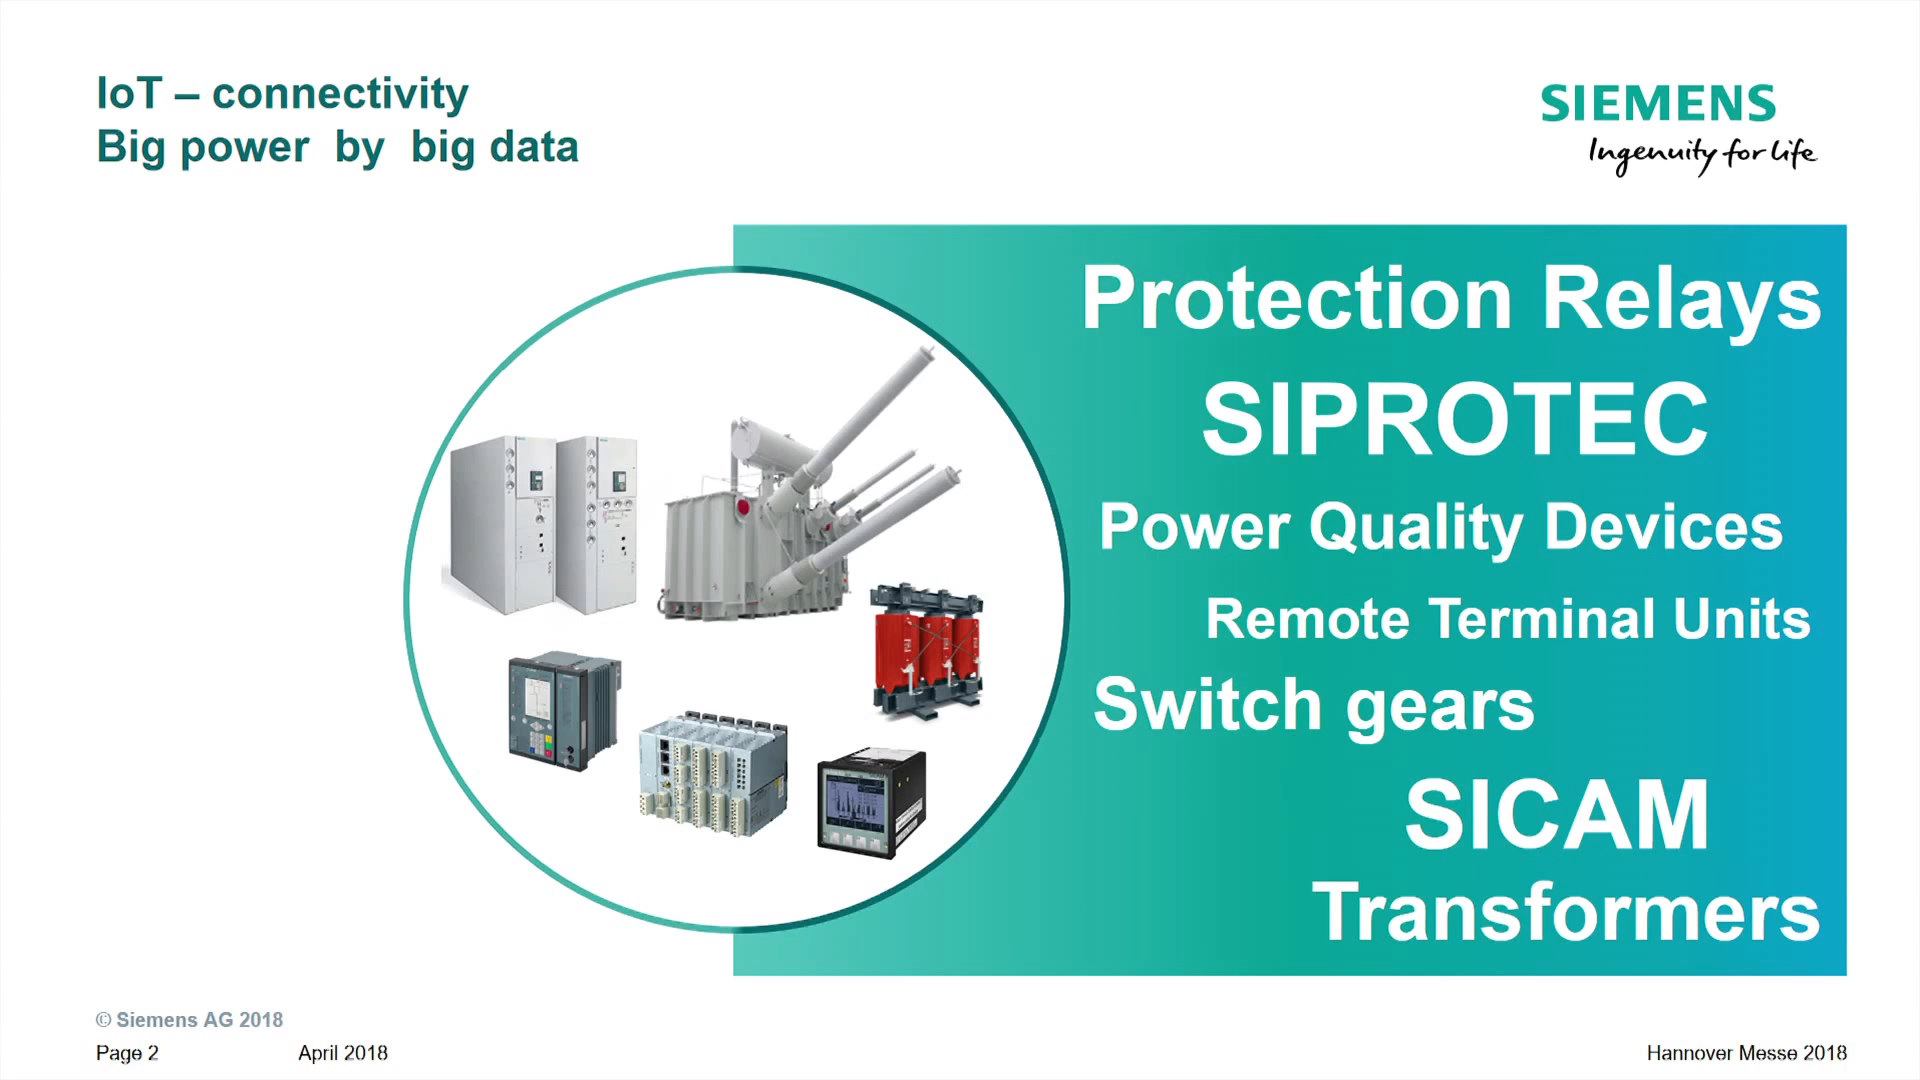 IoT – connectivity
Big power by big data
SIEMENS
Ingenuity for life
Protection Relays
SIPROTEC
Power Quality Devices
Remote Terminal Units
Switch gears
SICAM
Transformers
© Siemens AG 2018
Page 2 April 2018 Hannover Messe 2018